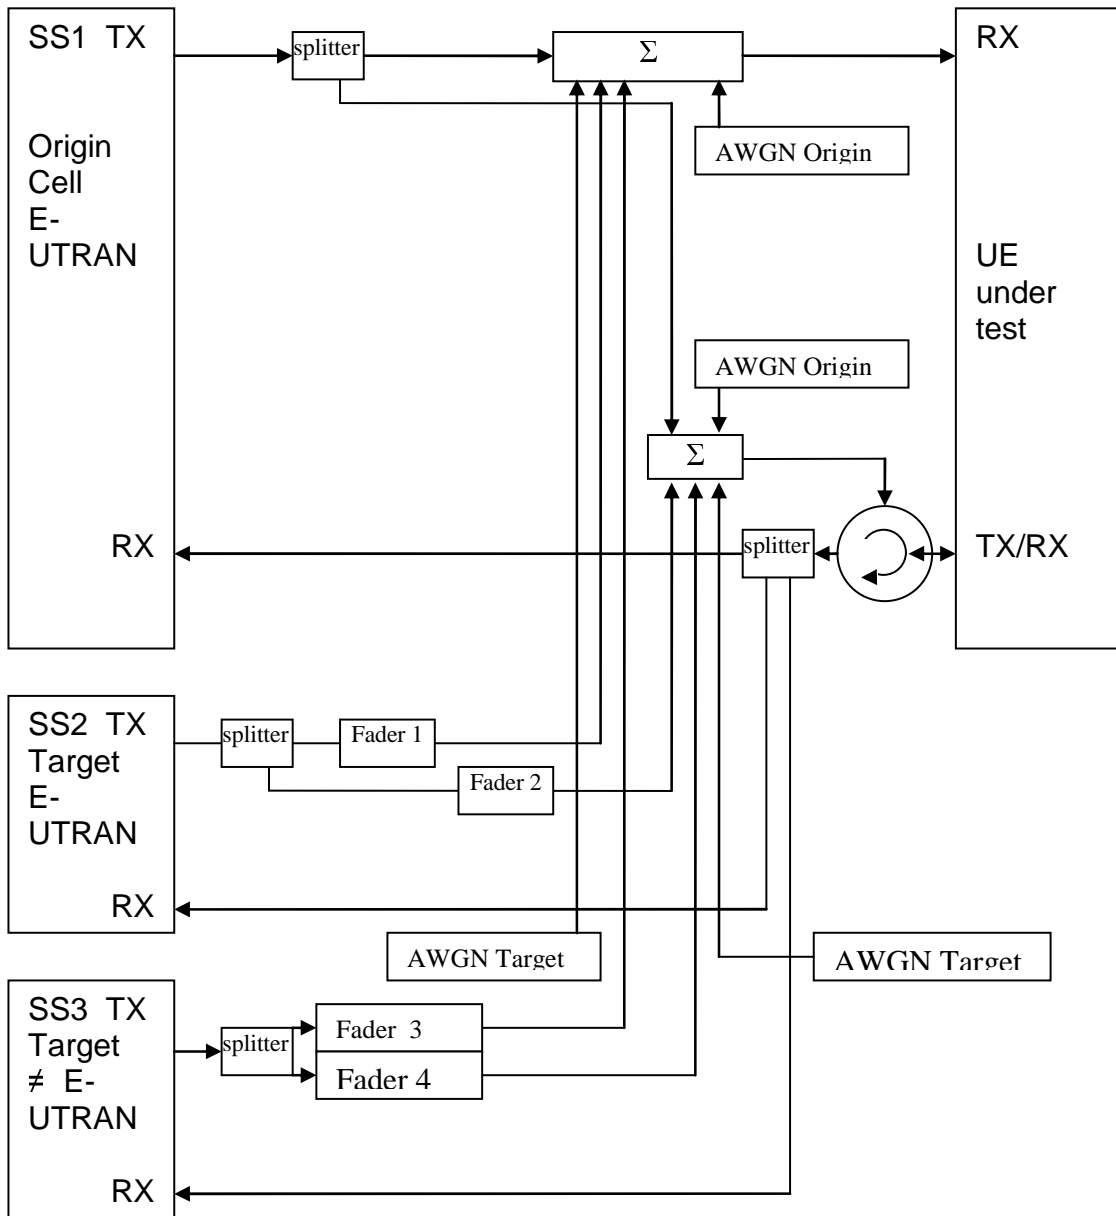 SS1 TX
splitter
Σ
RX
AWGN Origin
Origin
Cell
E-
UTRAN
UE
under
test
AWGN Origin
Σ
RX
splitter
TX/RX
SS2 TX
Target
E-
UTRAN
splitter
Fader 1
Fader 2
RX
AWGN Target
AWGN Target
SS3 TX
Target
≠ E-
UTRAN
splitter
Fader 3
Fader 4
RX